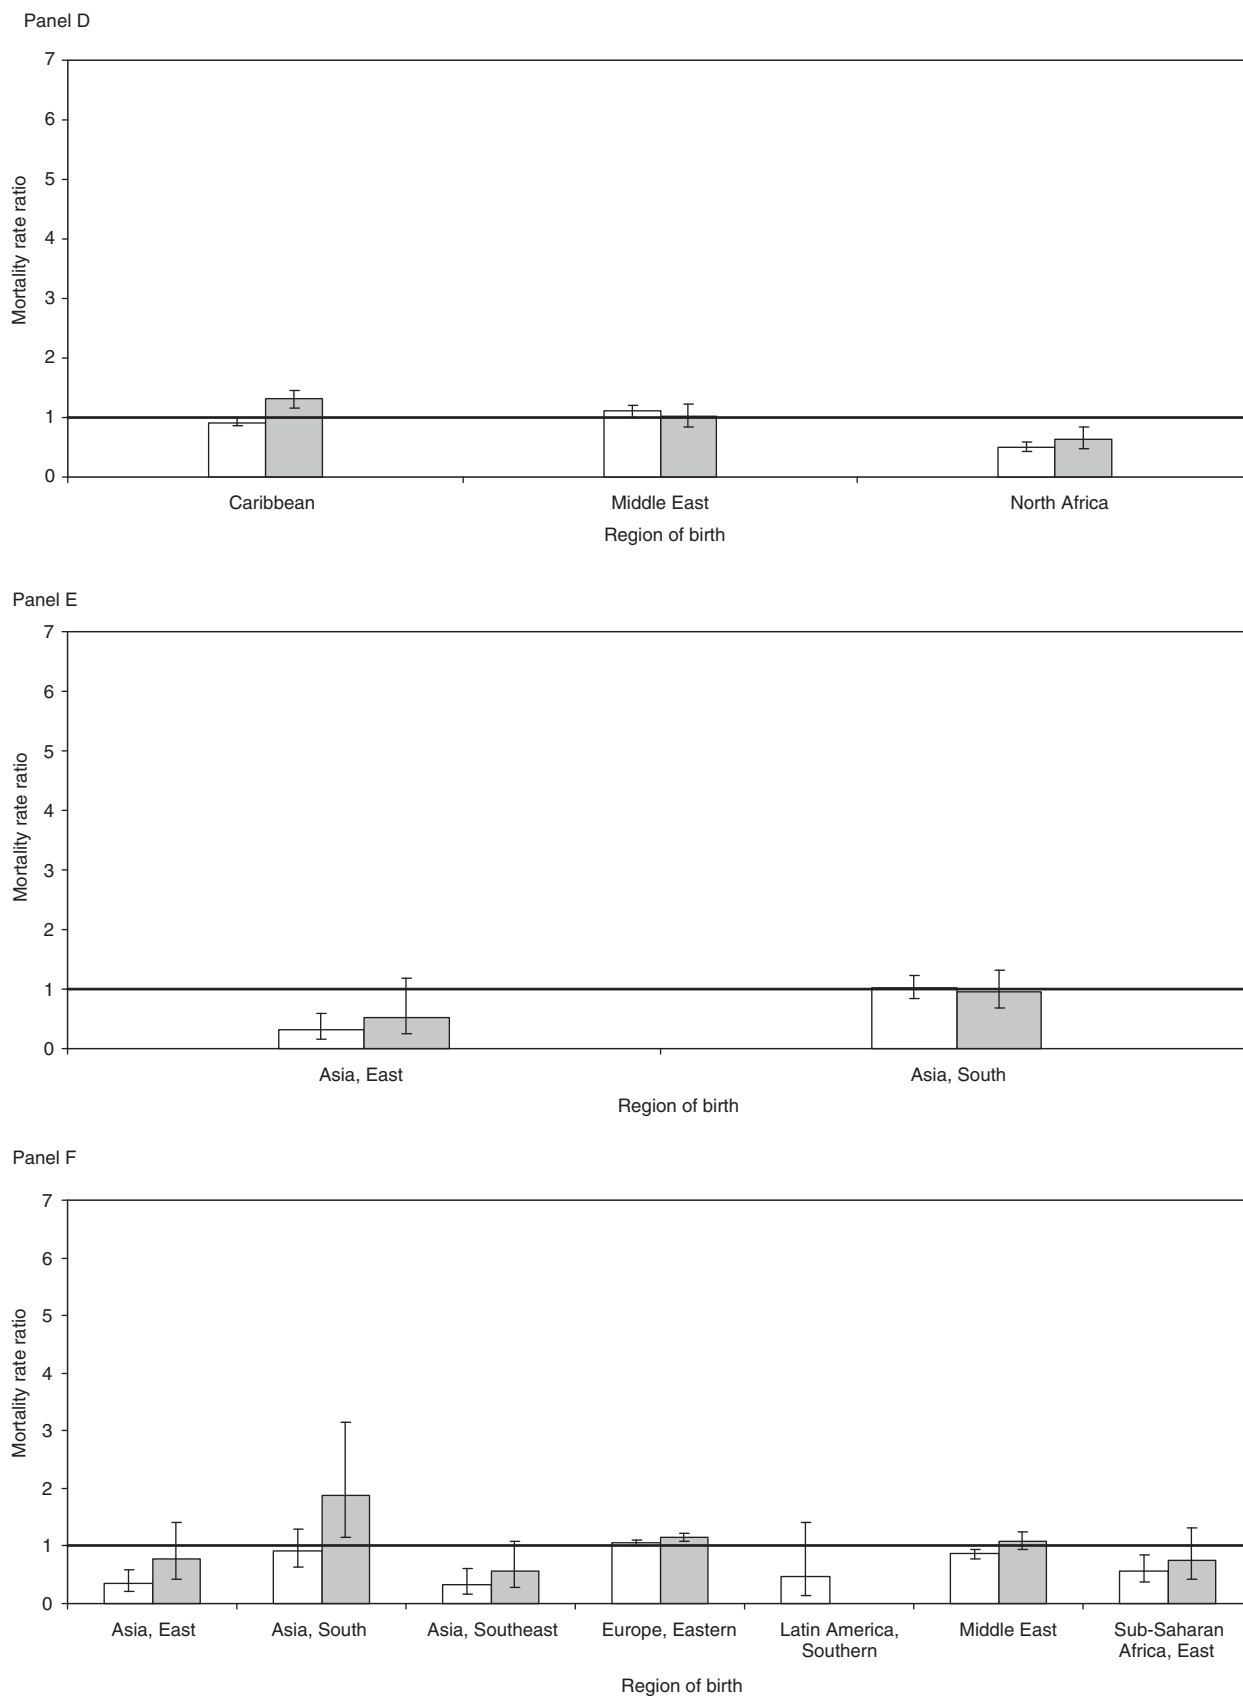 Panel D
Mortality rate ratio
7
6
5
4
3
2
1
0
Caribbean
Middle East
North Africa
Region of birth
Panel E
Mortality rate ratio
7
6
5
4
3
2
1
0
Asia, East
Asia, South
Region of birth
Panel F
Mortality rate ratio
7
6
5
4
3
2
1
0
Asia, East
Asia, South
Asia, Southeast
Europe, Eastern
Latin America,
Southern
Middle East
Sub-Saharan
Africa, East
Region of birth